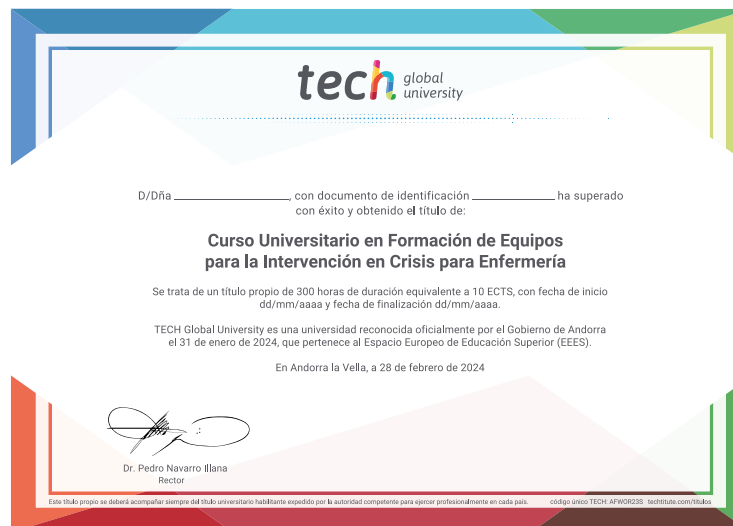 tech global university
D/Dña ____________, con documento de identificación ____________ ha superado
con éxito y obtenido el título de:
Curso Universitario en Formación de Equipos
para la Intervención en Crisis para Enfermería
Se trata de un título propio de 300 horas de duración equivalente a 10 ECTS, con fecha de inicio
dd/mm/aaaa y fecha de finalización dd/mm/aaaa.
TECH Global University es una universidad reconocida oficialmente por el Gobierno de Andorra
el 31 de enero de 2024, que pertenece al Espacio Europeo de Educación Superior (EEES).
En Andorra la Vella, a 28 de febrero de 2024
Dr. Pedro Navarro Illana
Rector
Este título propio se deberá acompañar siempre del título universitario habilitante expedido por la autoridad competente para ejercer profesionalmente en cada país. código único TECH: AFWOR23S techtitute.com/titulos